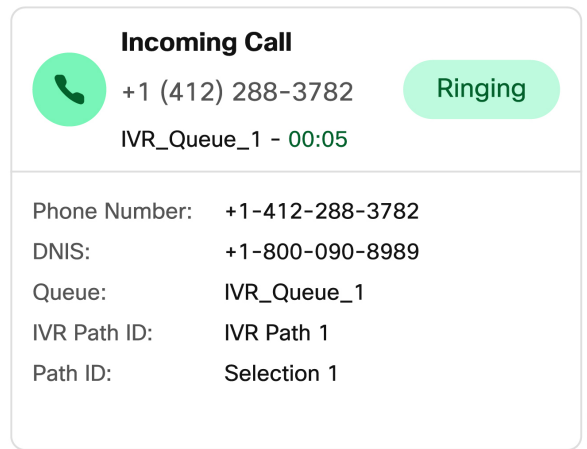 Incoming Call
+1 (412) 288-3782
Ringing
IVR_Queue_1 - 00:05
Phone Number: +1-412-288-3782
DNIS: +1-800-090-8989
Queue: IVR_Queue_1
IVR Path ID: IVR Path 1
Path ID: Selection 1